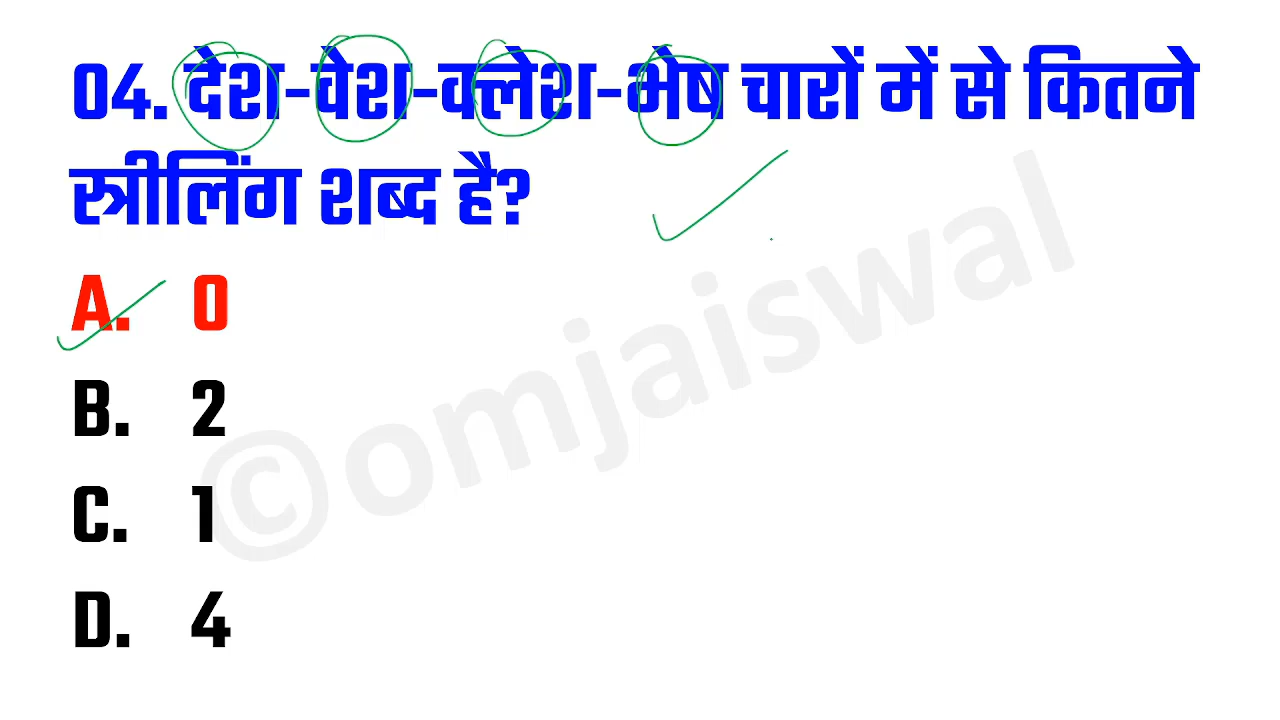 04. देश-वेश-क्लेश-भेष चारों में से कितने
स्त्रीलिंग शब्द है?
A. 0
B. 2
C. 1
D. 4
©omjaiswal